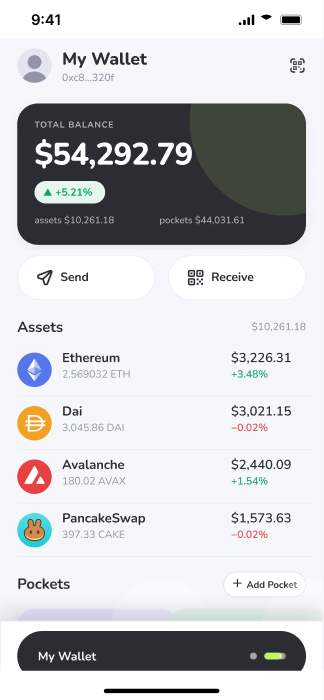 9:41
My Wallet
0xc8...320f
TOTAL BALANCE
$54,292.79
▲ +5.21%
assets $10,261.18 pockets $44,031.61
Send Receive
Assets $10,261.18
Ethereum $3,226.31
2.569032 ETH +3.48%
Dai $3,021.15
3,045.86 DAI −0.02%
Avalanche $2,440.09
180.02 AVAX +1.54%
PancakeSwap $1,573.63
397.33 CAKE −0.02%
Pockets + Add Pocket
My Wallet